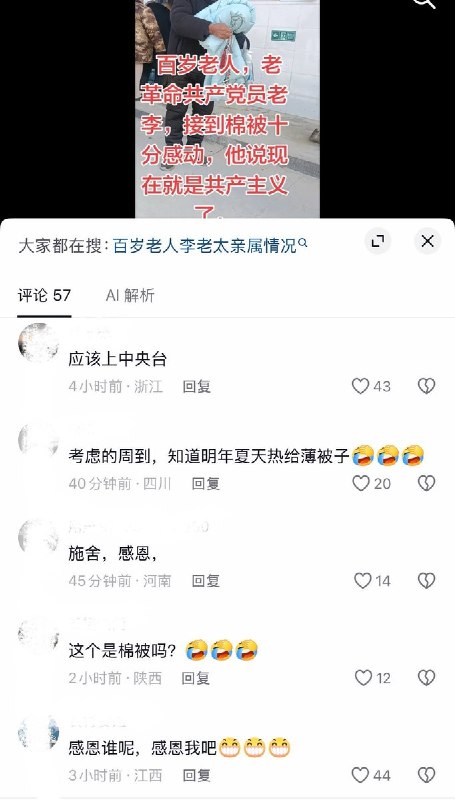 百岁老人，老
革命共产党员老
李，接到棉被十
分感动，他说现
在就是共产主义
了
大家都在搜：百岁老人李老太亲属情况
评论 57
AI 解析
应该上中央台
4小时前·浙江 回复 43
考虑的周到，知道明年夏天热给薄被子🤣🤣🤣
40分钟前·四川 回复 20
施舍，感恩，
45分钟前·河南 回复 14
这个是棉被吗？🤣🤣🤣
2小时前·陕西 回复 12
感恩谁呢，感恩我吧😁😁😁
3小时前·江西 回复 44